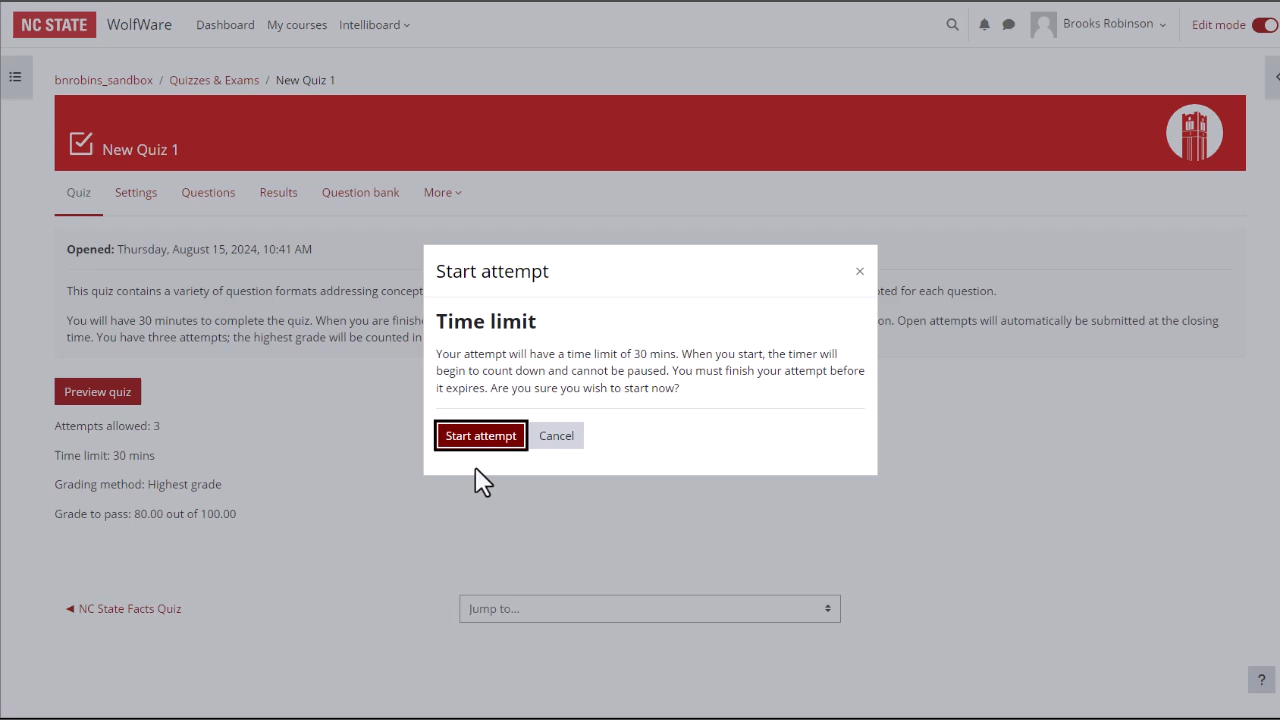 NC STATE WolfWare Dashboard My courses Intelliboard Brooks Robinson Edit mode
bnrobins_sandbox / Quizzes & Exams / New Quiz 1
New Quiz 1
Quiz Settings Questions Results Question bank More
Opened: Thursday, August 15, 2024, 10:41 AM
This quiz contains a variety of question formats addressing concept
ted for each question.
You will have 30 minutes to complete the quiz. When you are finishe
on. Open attempts will automatically be submitted at the closing
time. You have three attempts; the highest grade will be counted in
Start attempt ×
Time limit
Your attempt will have a time limit of 30 mins. When you start, the timer will
begin to count down and cannot be paused. You must finish your attempt before
it expires. Are you sure you wish to start now?
Start attempt Cancel
Preview quiz
Attempts allowed: 3
Time limit: 30 mins
Grading method: Highest grade
Grade to pass: 80.00 out of 100.00
◄ NC State Facts Quiz
Jump to...
?